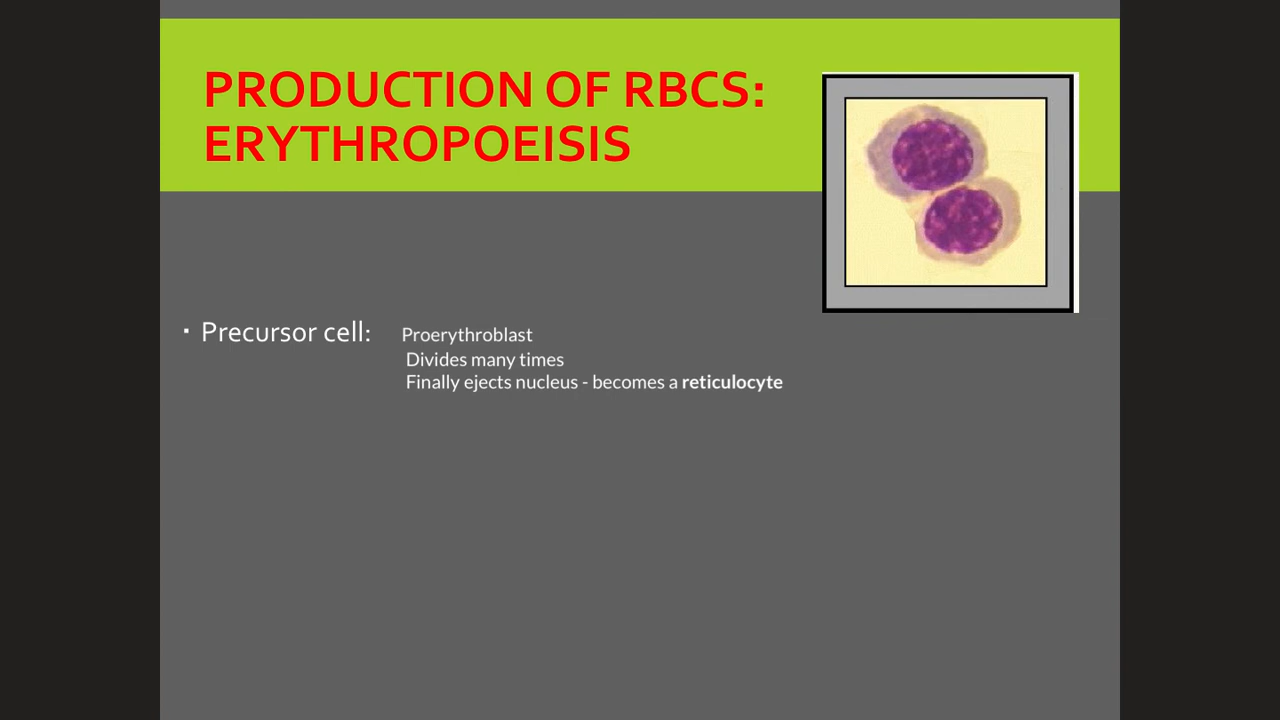 PRODUCTION OF RBCS:
ERYTHROPOEISIS
▪ Precursor cell: Proerythroblast
Divides many times
Finally ejects nucleus - becomes a reticulocyte